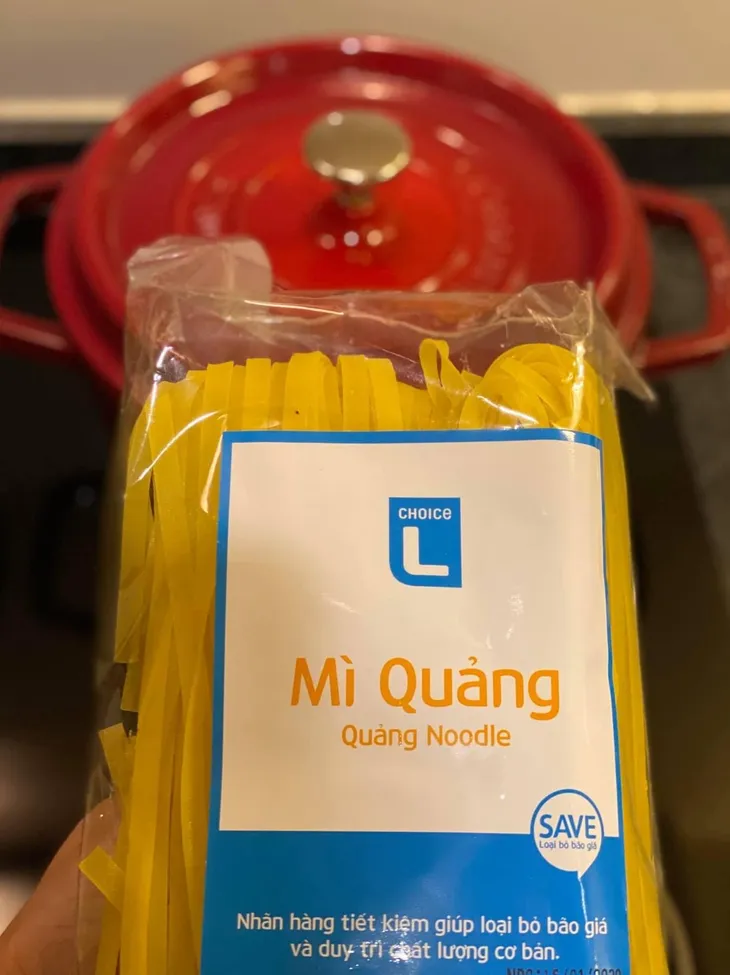 CHOICE
L
Mì Quảng
Quảng Noodle
SAVE
Loại bỏ bão giá
Nhãn hàng tiết kiệm giúp loại bỏ bão giá
và duy trì chất lượng cơ bản.